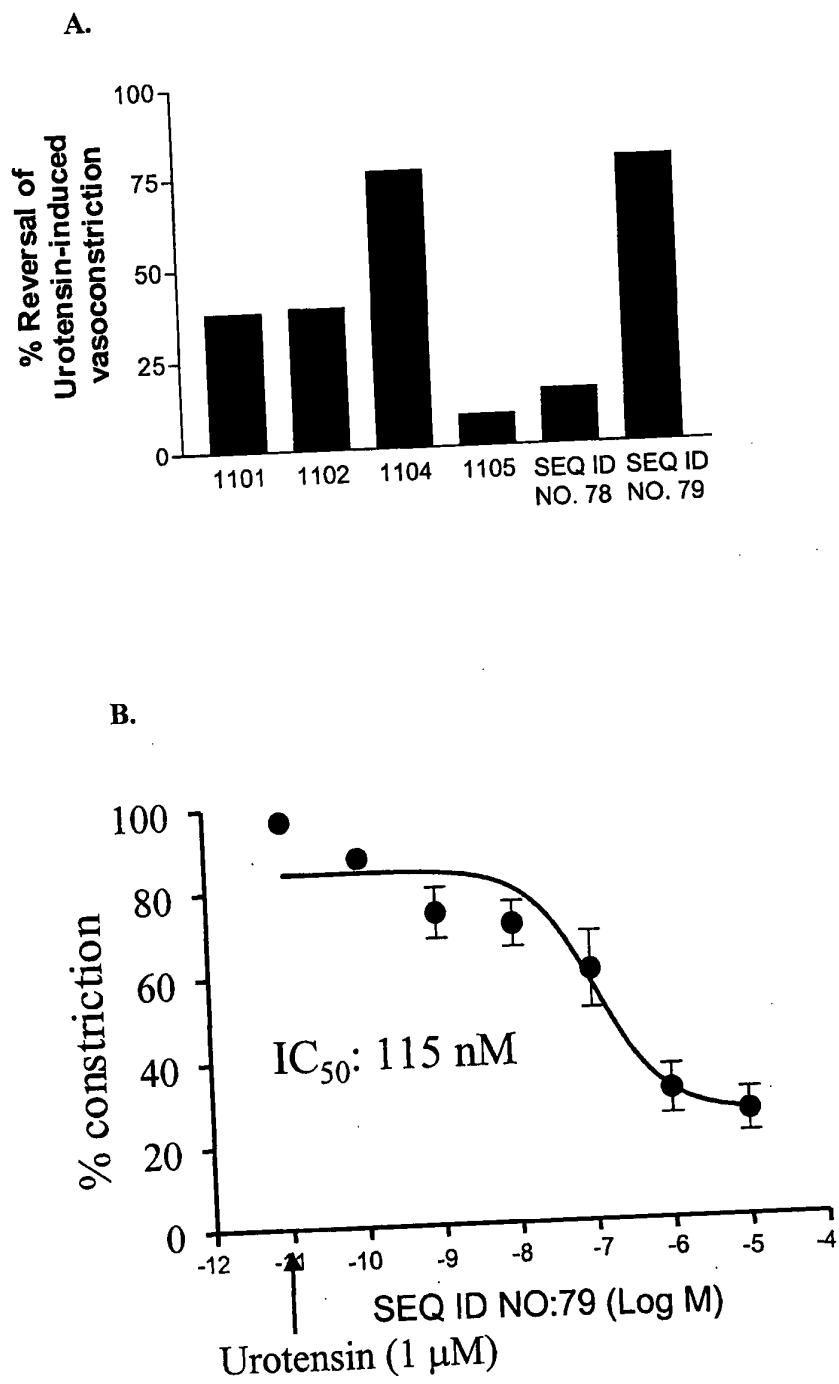 A.
% Reversal of
Urotensin-induced
vasoconstriction
100
75
50
25
0
1101 1102 1104 1105 SEQ ID NO. 78 SEQ ID NO. 79
B.
% constriction
100
80
60
40
20
0
IC50: 115 nM
-12 -11 -10 -9 -8 -7 -6 -5 -4
SEQ ID NO:79 (Log M)
Urotensin (1 µM)